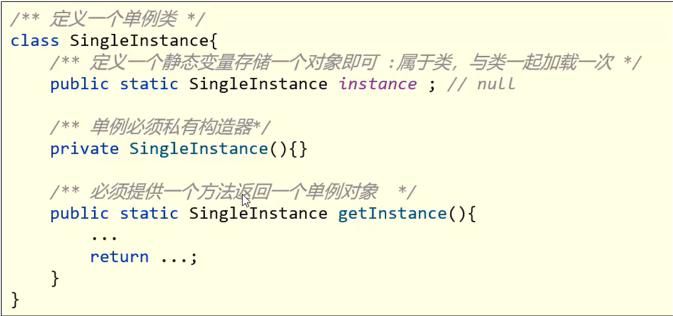 /** 定义一个单例类 */
class SingleInstance{
    /** 定义一个静态变量存储一个对象即可 :属于类，与类一起加载一次 */
    public static SingleInstance instance ; // null
    /** 单例必须私有构造器*/
    private SingleInstance(){}
    /** 必须提供一个方法返回一个单例对象  */
    public static SingleInstance getInstance(){
        ...
        return ...;
    }
}